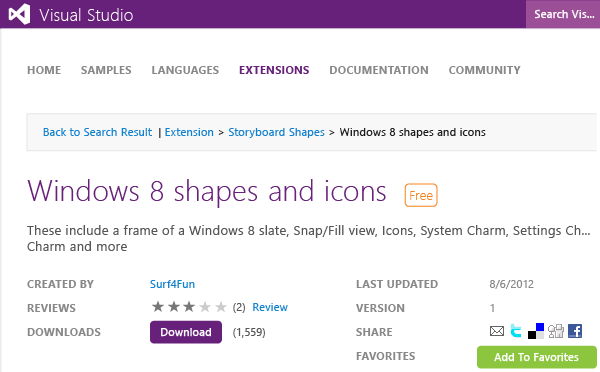 Visual Studio
Search Vis...
HOME SAMPLES LANGUAGES EXTENSIONS DOCUMENTATION COMMUNITY
Back to Search Result | Extension > Storyboard Shapes > Windows 8 shapes and icons
Windows 8 shapes and icons Free
These include a frame of a Windows 8 slate, Snap/Fill view, Icons, System Charm, Settings Ch...
Charm and more
CREATED BY Surf4Fun LAST UPDATED 8/6/2012
REVIEWS (2) Review VERSION 1
DOWNLOADS Download (1,559) SHARE
FAVORITES Add To Favorites